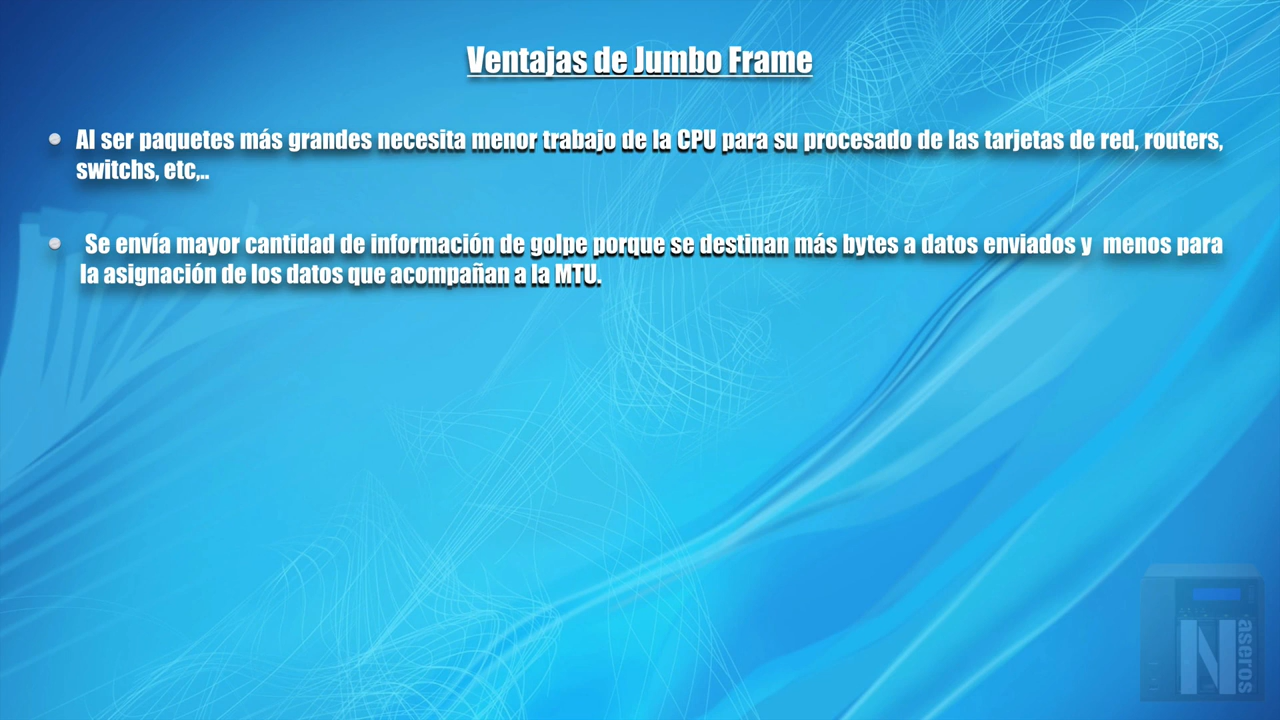 Ventajas de Jumbo Frame
Al ser paquetes más grandes necesita menor trabajo de la CPU para su procesado de las tarjetas de red, routers,
switchs, etc,..
Se envía mayor cantidad de información de golpe porque se destinan más bytes a datos enviados y menos para
la asignación de los datos que acompañan a la MTU.
Naseros